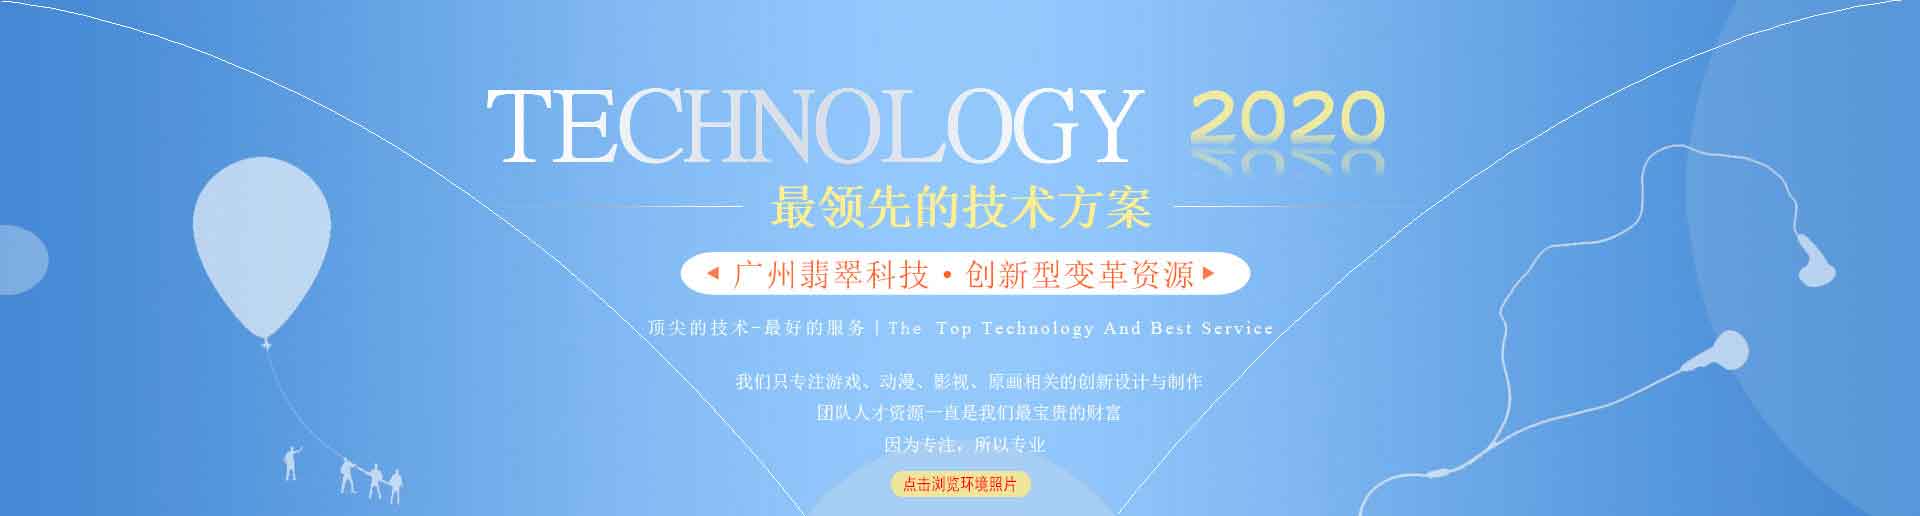 TECHNOLOGY 2020
最领先的技术方案
广州翡翠科技·创新型变革资源
顶尖的技术-最好的服务|The Top Technology And Best Service
我们只专注游戏、动漫、影视、原画相关的创新设计与制作
团队人才资源一直是我们最宝贵的财富
因为专注，所以专业
点击浏览环境照片